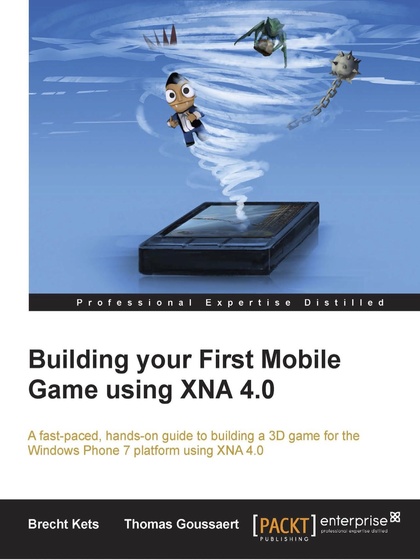 Professional Expertise Distilled
Building your First Mobile
Game using XNA 4.0
A fast-paced, hands-on guide to building a 3D game for the
Windows Phone 7 platform using XNA 4.0
Brecht Kets Thomas Goussaert
[PACKT] enterprise
PUBLISHING professional expertise distilled